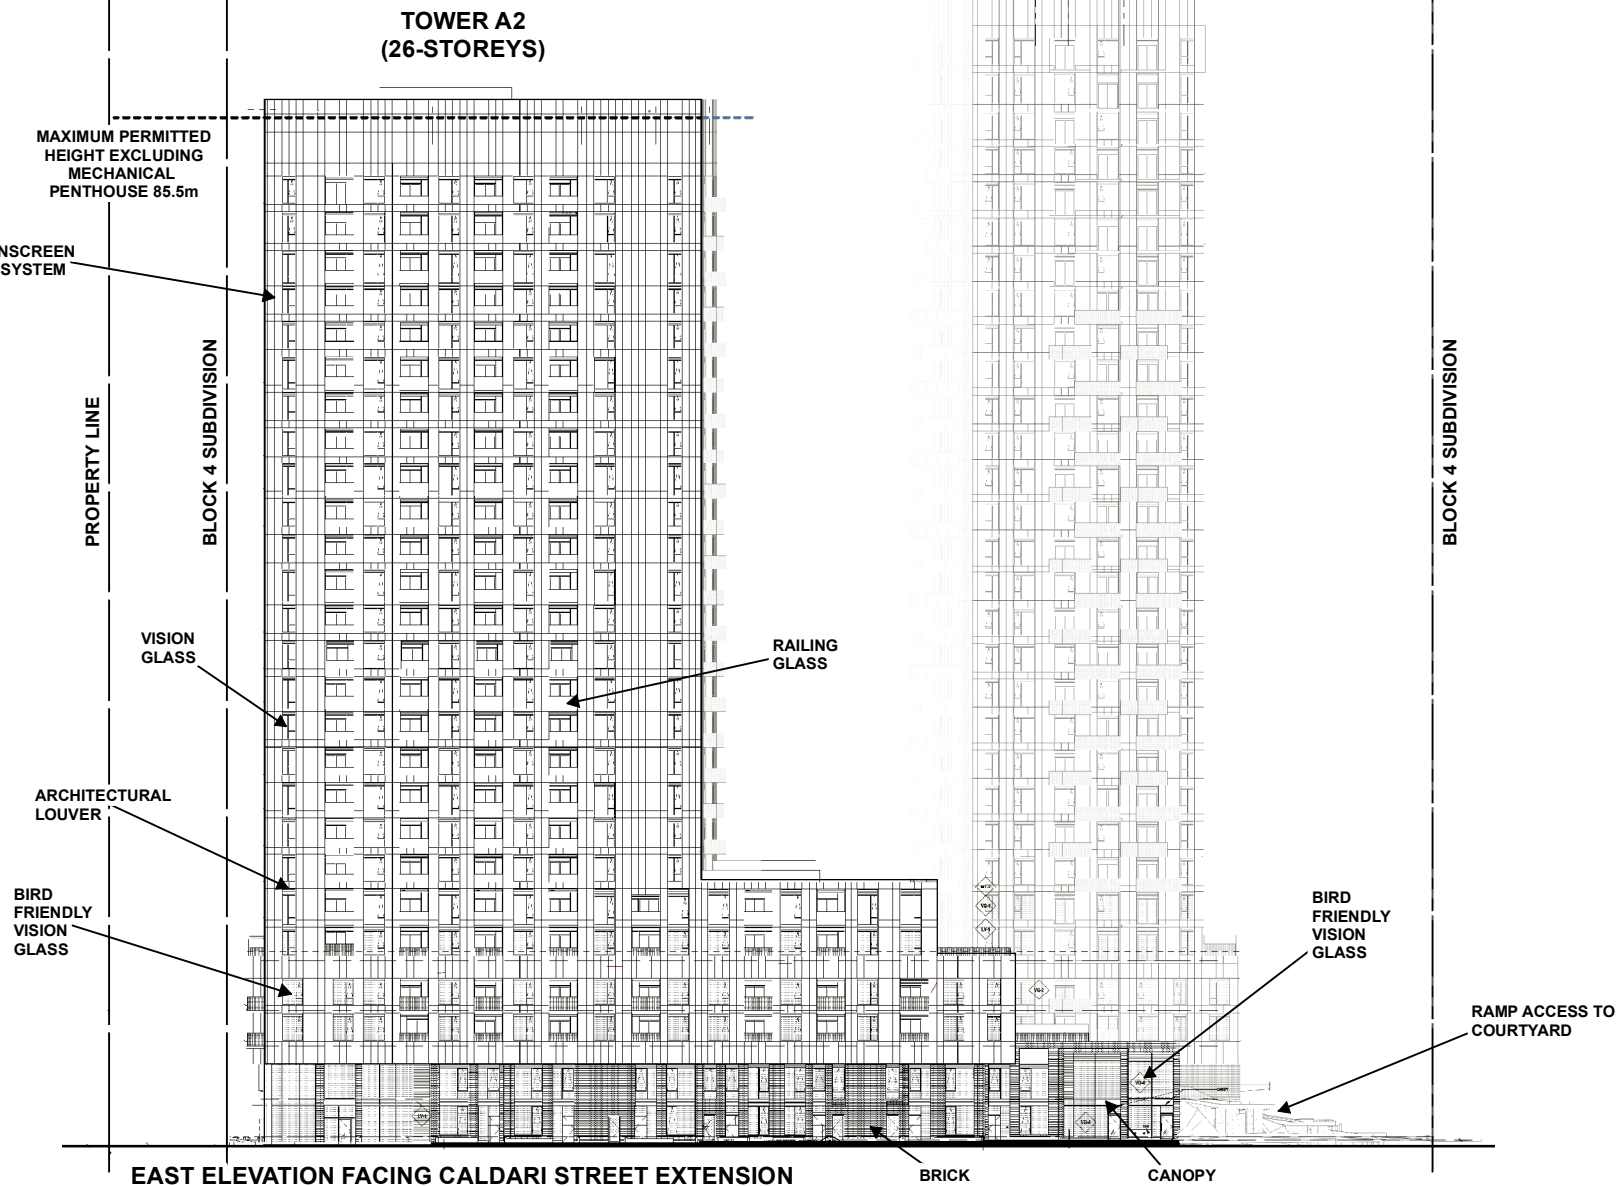 TOWER A2
(26-STOREYS)
MAXIMUM PERMITTED
HEIGHT EXCLUDING
MECHANICAL
PENTHOUSE 85.5m
NSCREEN
SYSTEM
PROPERTY LINE
BLOCK 4 SUBDIVISION
BLOCK 4 SUBDIVISION
VISION
GLASS
RAILING
GLASS
ARCHITECTURAL
LOUVER
BIRD
FRIENDLY
VISION
GLASS
BIRD
FRIENDLY
VISION
GLASS
RAMP ACCESS TO
COURTYARD
EAST ELEVATION FACING CALDARI STREET EXTENSION
BRICK
CANOPY